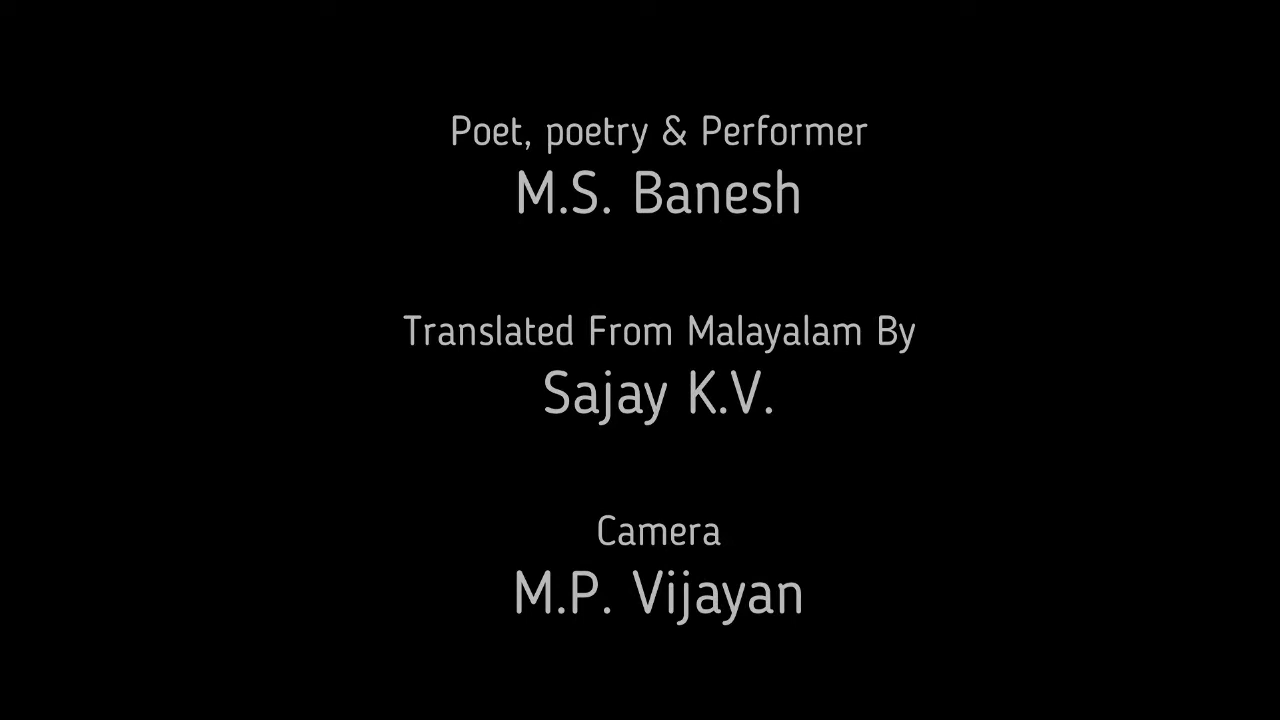 Poet, poetry & Performer
M.S. Banesh
Translated From Malayalam By
Sajay K.V.
Camera
M.P. Vijayan